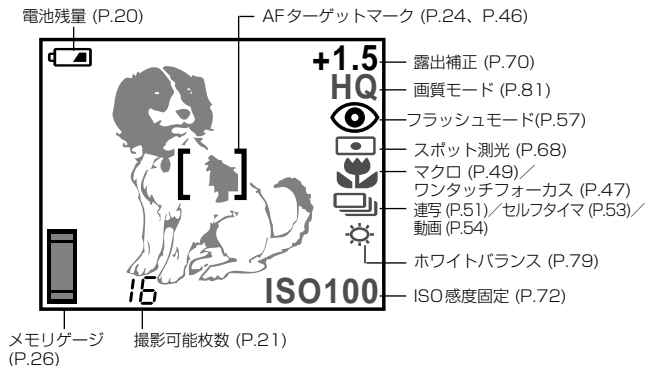 電池残量 (P.20)
AFターゲットマーク (P.24、P.46)
+1.5
露出補正 (P.70)
HQ
画質モード (P.81)
フラッシュモード(P.57)
スポット測光 (P.68)
マクロ (P.49)／
ワンタッチフォーカス (P.47)
連写 (P.51)／セルフタイマ (P.53)／
動画 (P.54)
ホワイトバランス (P.79)
16
ISO100
ISO感度固定 (P.72)
メモリゲージ
(P.26)
撮影可能枚数 (P.21)